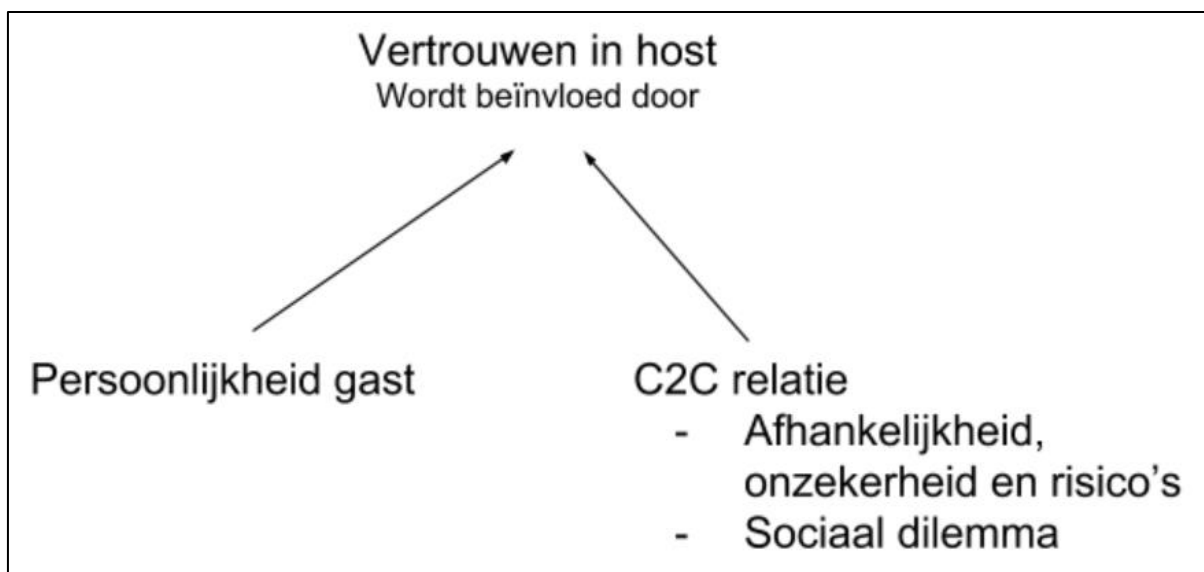 Vertrouwen in host
Wordt beïnvloed door
Persoonlijkheid gast
C2C relatie
- Afhankelijkheid,
onzekerheid en risico's
- Sociaal dilemma